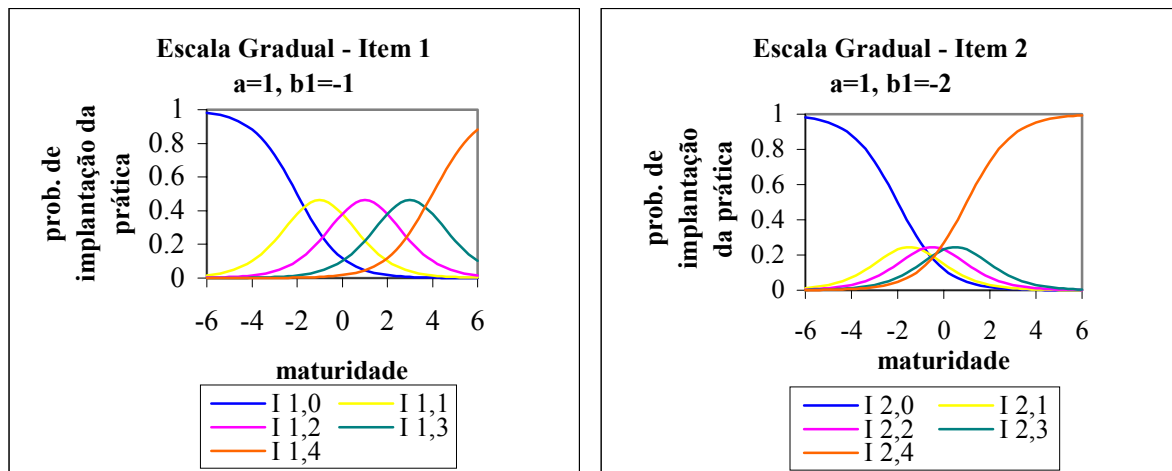 Escala Gradual - Item 1
a=1, b1=-1
prob. de
implantação da
prática
1
0.8
0.6
0.4
0.2
0
-6 -4 -2 0 2 4 6
maturidade
I 1,0 I 1,1
I 1,2 I 1,3
I 1,4
Escala Gradual - Item 2
a=1, b1=-2
prob. de
implantação
da prática
1
0.8
0.6
0.4
0.2
0
-6 -4 -2 0 2 4 6
maturidade
I 2,0 I 2,1
I 2,2 I 2,3
I 2,4